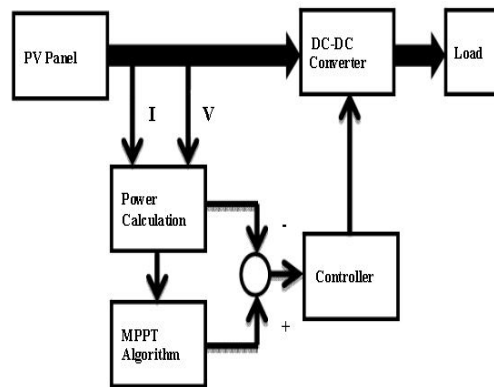 PV Panel
DC-DC
Converter
Load
I
V
Power
Calculation
-
Controller
+
MPPT
Algorithm